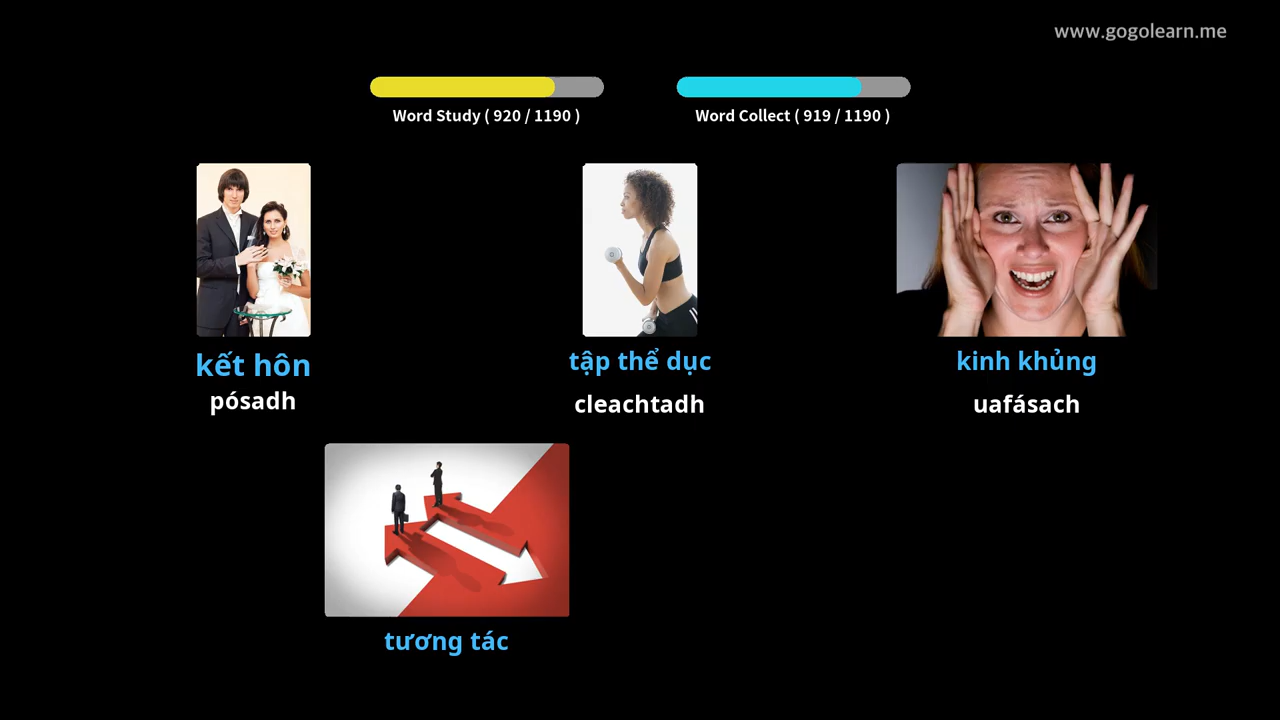 www.gogolearn.me
Word Study ( 920 / 1190 )
Word Collect ( 919 / 1190 )
kết hôn
pósadh
tập thể dục
cleachtadh
kinh khủng
uafásach
tương tác